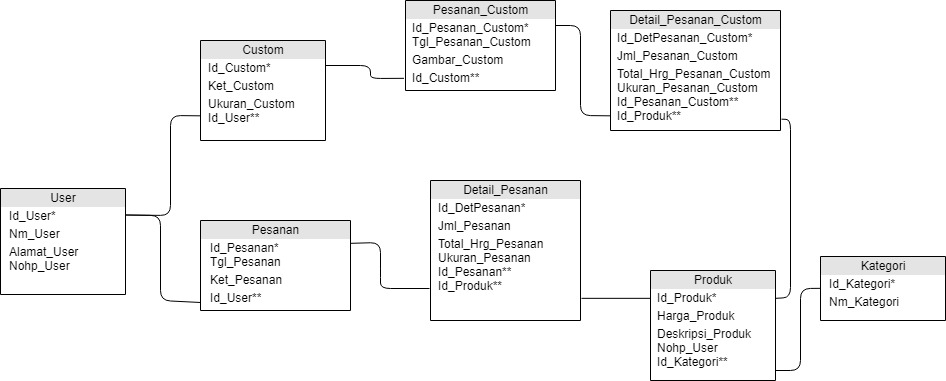 Pesanan_Custom
Id_Pesanan_Custom*
Tgl_Pesanan_Custom
Gambar_Custom
Id_Custom**
Detail_Pesanan_Custom
Id_DetPesanan_Custom*
Jml_Pesanan_Custom
Total_Hrg_Pesanan_Custom
Ukuran_Pesanan_Custom
Id_Pesanan_Custom**
Id_Produk**
Custom
Id_Custom*
Ket_Custom
Ukuran_Custom
Id_User**
User
Id_User*
Nm_User
Alamat_User
Nohp_User
Pesanan
Id_Pesanan*
Tgl_Pesanan
Ket_Pesanan
Id_User**
Detail_Pesanan
Id_DetPesanan*
Jml_Pesanan
Total_Hrg_Pesanan
Ukuran_Pesanan
Id_Pesanan**
Id_Produk**
Produk
Id_Produk*
Harga_Produk
Deskripsi_Produk
Nohp_User
Id_Kategori**
Kategori
Id_Kategori*
Nm_Kategori